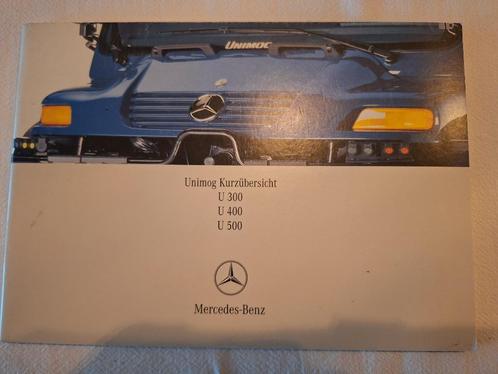 UNIMOG
Unimog Kurzübersicht
U 300
U 400
U 500
Mercedes-Benz